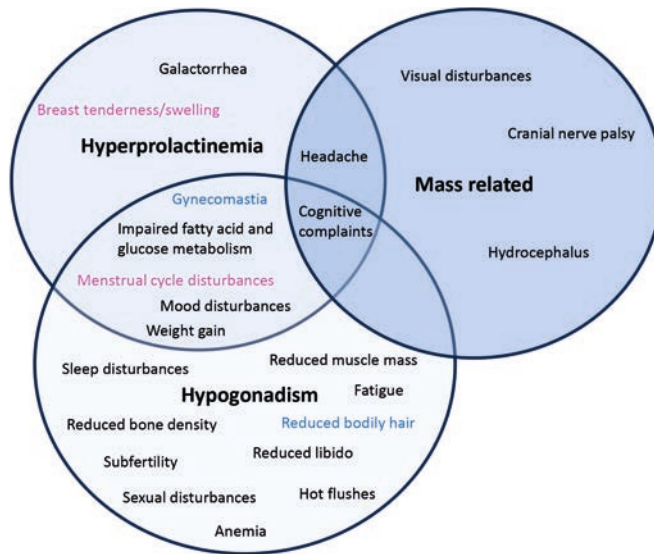 Galactorrhea
Visual disturbances
Breast tenderness/swelling
Cranial nerve palsy
Hyperprolactinemia
Headache
Mass related
Gynecomastia
Cognitive
complaints
Impaired fatty acid and
glucose metabolism
Hydrocephalus
Menstrual cycle disturbances
Mood disturbances
Weight gain
Reduced muscle mass
Sleep disturbances
Hypogonadism
Fatigue
Reduced bone density
Reduced bodily hair
Subfertility
Reduced libido
Sexual disturbances
Hot flushes
Anemia